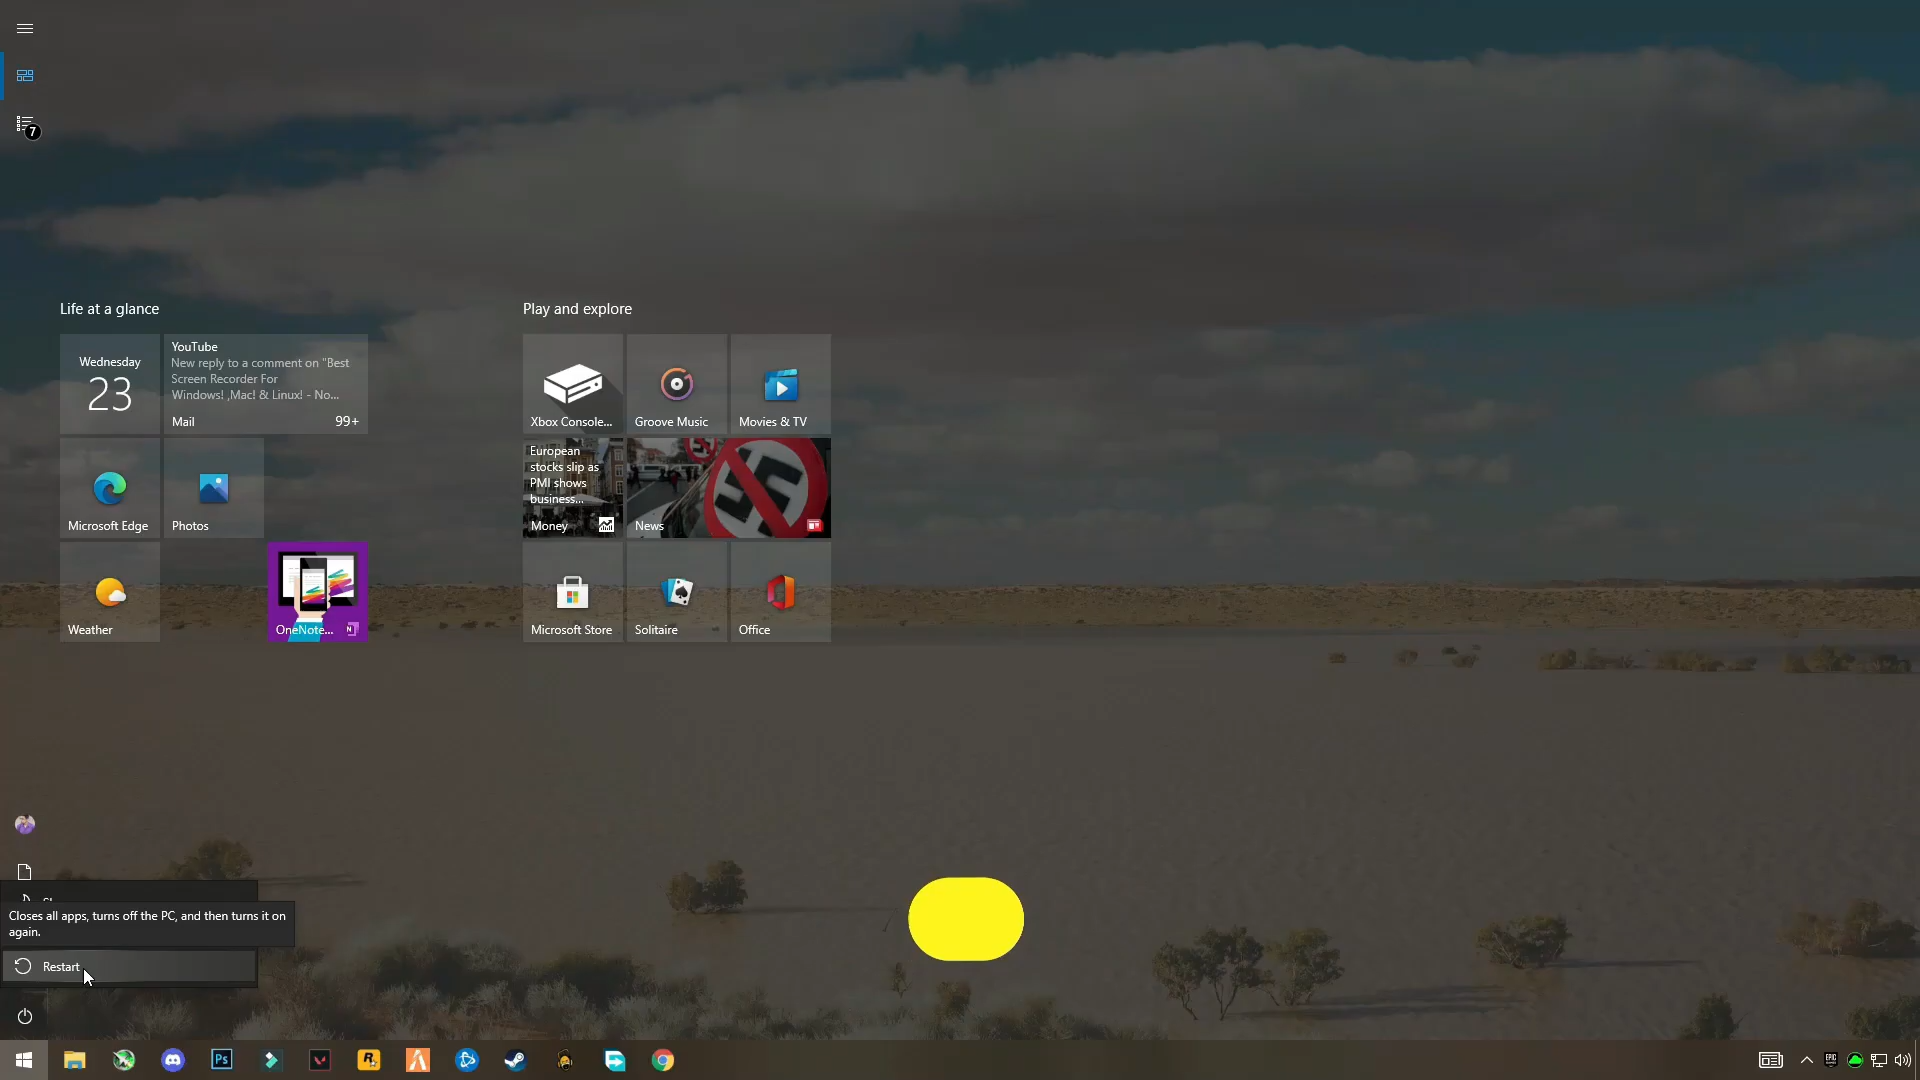 7
Life at a glance
Play and explore
Wednesday
23
YouTube
New reply to a comment on "Best
Screen Recorder For
Windows! ,Mac! & Linux! - No...
Mail
99+
Xbox Console...
Groove Music
Movies & TV
Microsoft Edge
Photos
European
stocks slip as
PMI shows
business...
Money
News
Weather
OneNote...
N
Microsoft Store
Solitaire
Office
Closes all apps, turns off the PC, and then turns it on
again.
Restart
Ps
R
EPIC